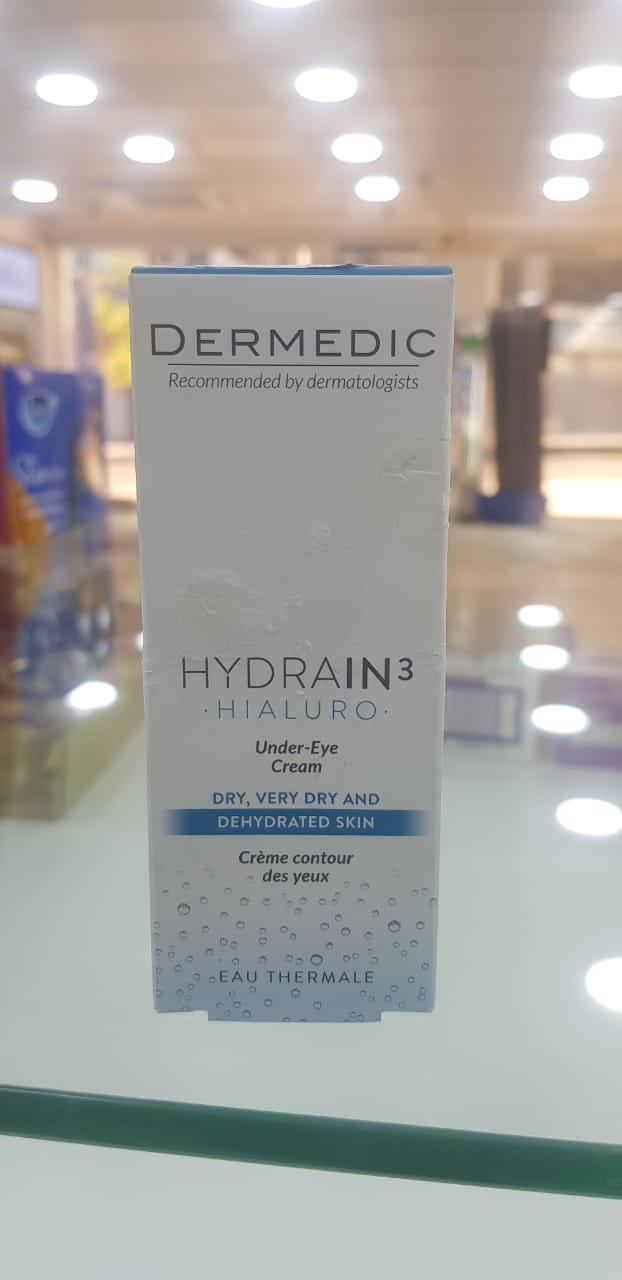 DERMEDIC
Recommended by dermatologists
HYDRAIN³
·HIALURO·
Under-Eye
Cream
DRY, VERY DRY AND
DEHYDRATED SKIN
Crème contour
des yeux
EAU THERMALE